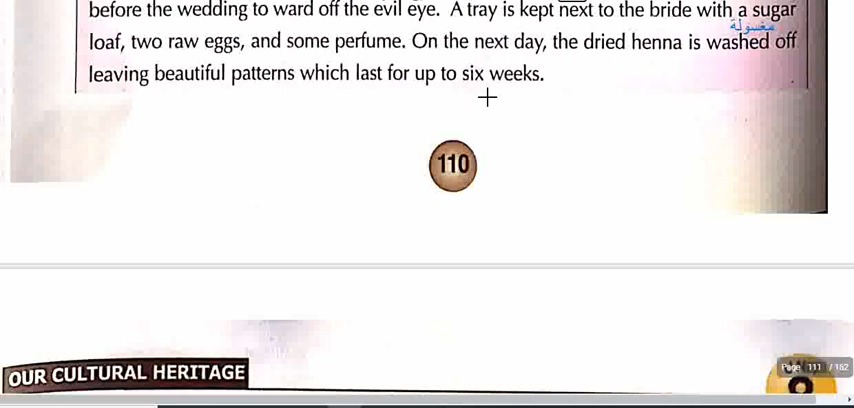 before the wedding to ward off the evil eye. A tray is kept next to the bride with a sugar
مغسولة
loaf, two raw eggs, and some perfume. On the next day, the dried henna is washed off
leaving beautiful patterns which last for up to six weeks.
110
OUR CULTURAL HERITAGE
Page 111 / 162